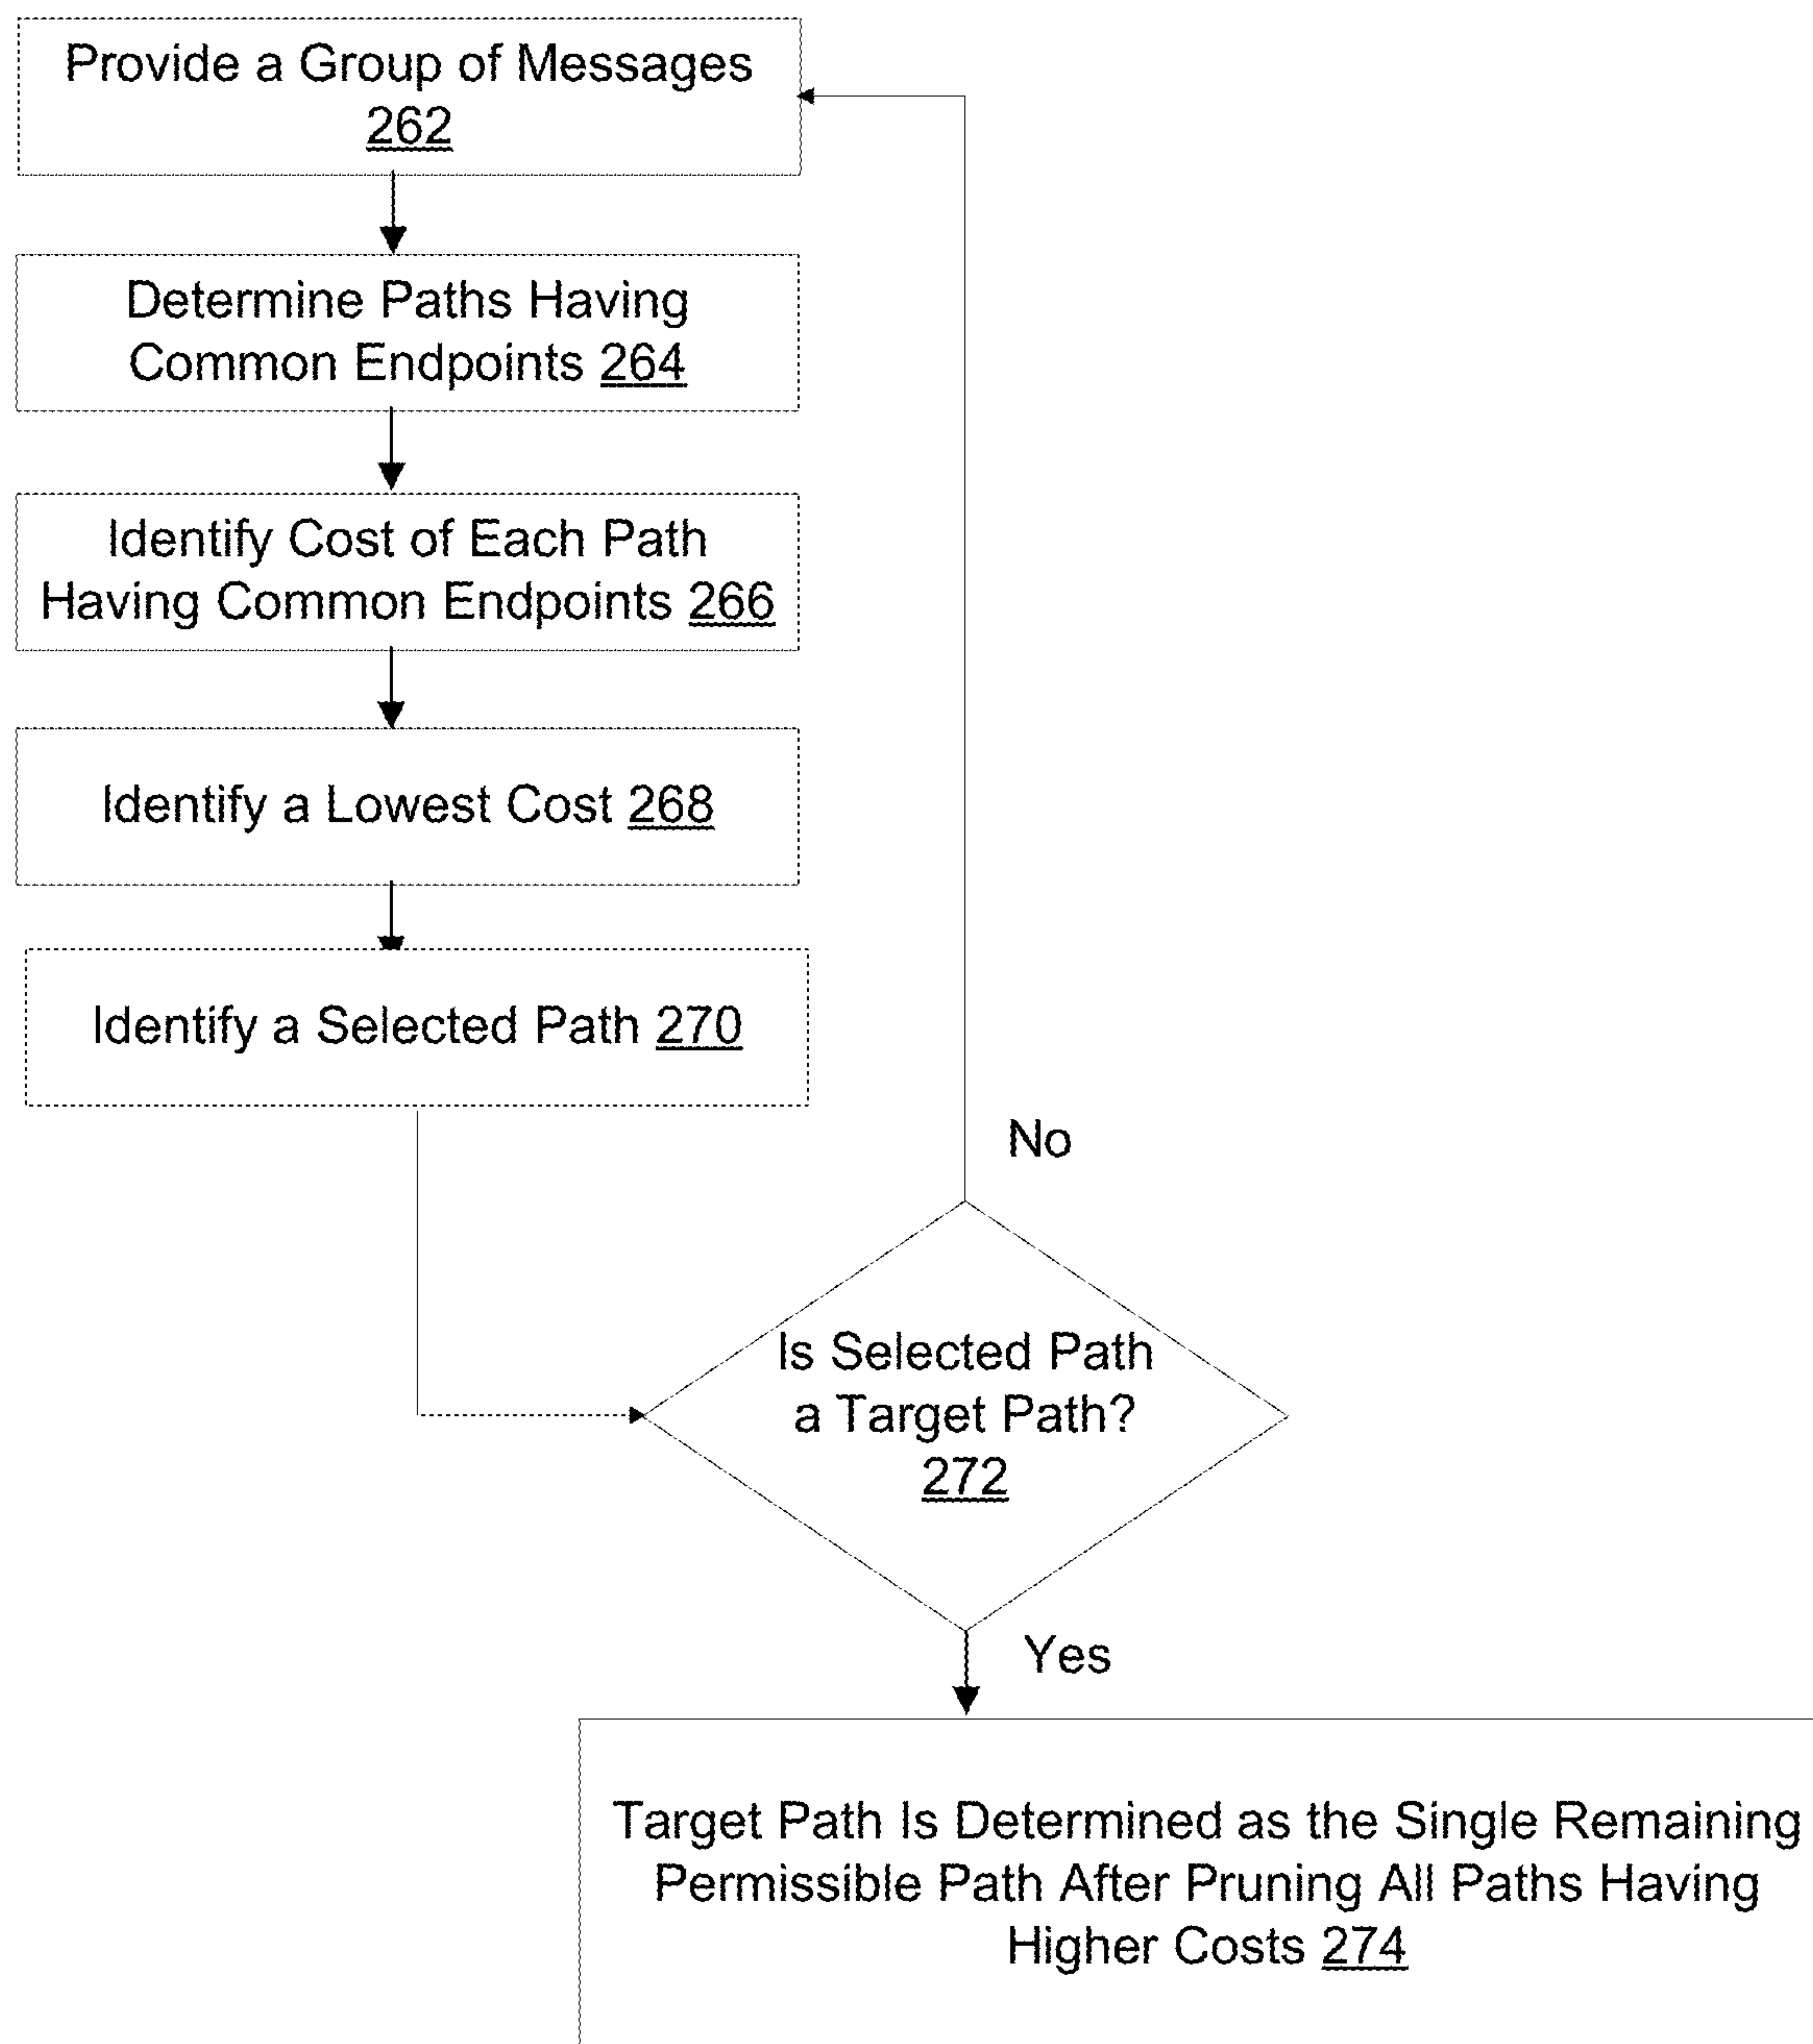 Provide a Group of Messages
262
Determine Paths Having
Common Endpoints 264
Identify Cost of Each Path
Having Common Endpoints 266
Identify a Lowest Cost 268
Identify a Selected Path 270
No
Is Selected Path
a Target Path?
272
Yes
Target Path Is Determined as the Single Remaining
Permissible Path After Pruning All Paths Having
Higher Costs 274